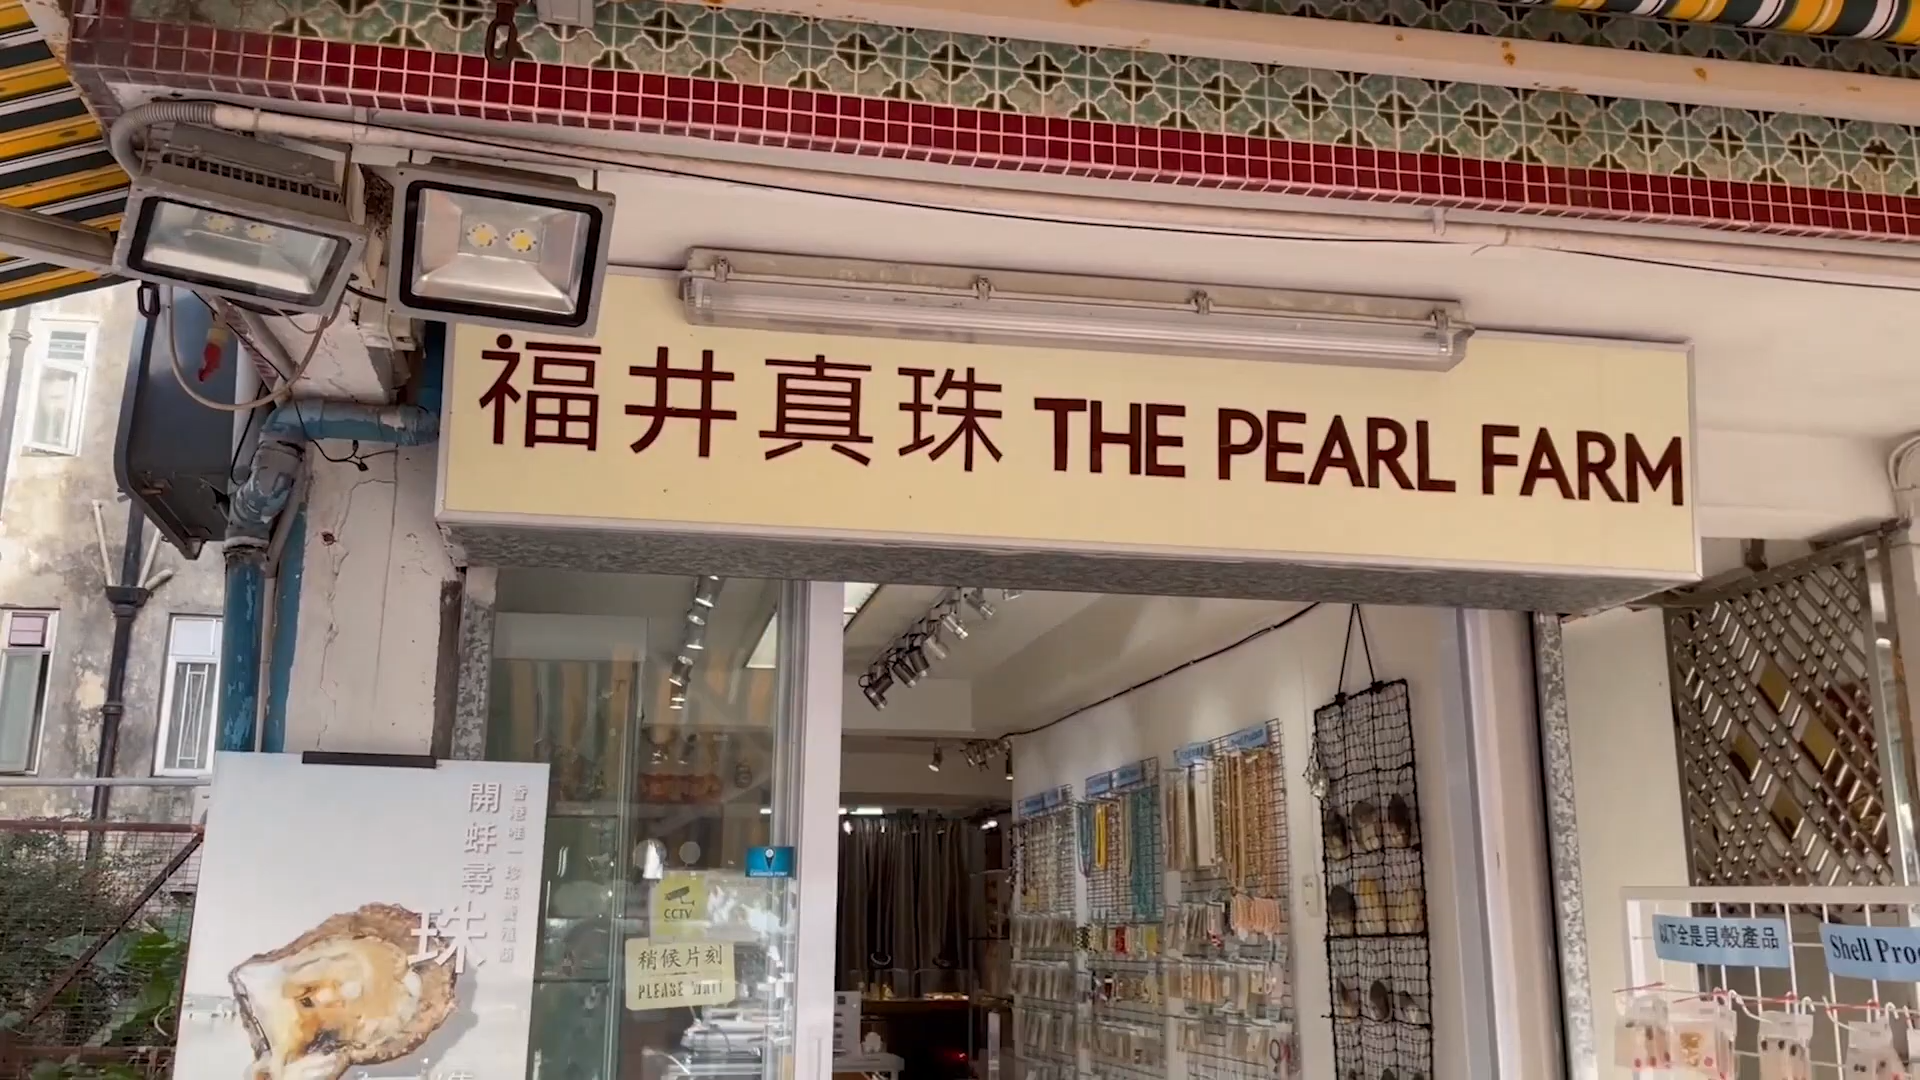 福井真珠 THE PEARL FARM
香港唯一珍珠養殖場
開蚌尋珠
CCTV
稍候片刻
PLEASE WAIT
以下全是貝殼產品
Shell Pro